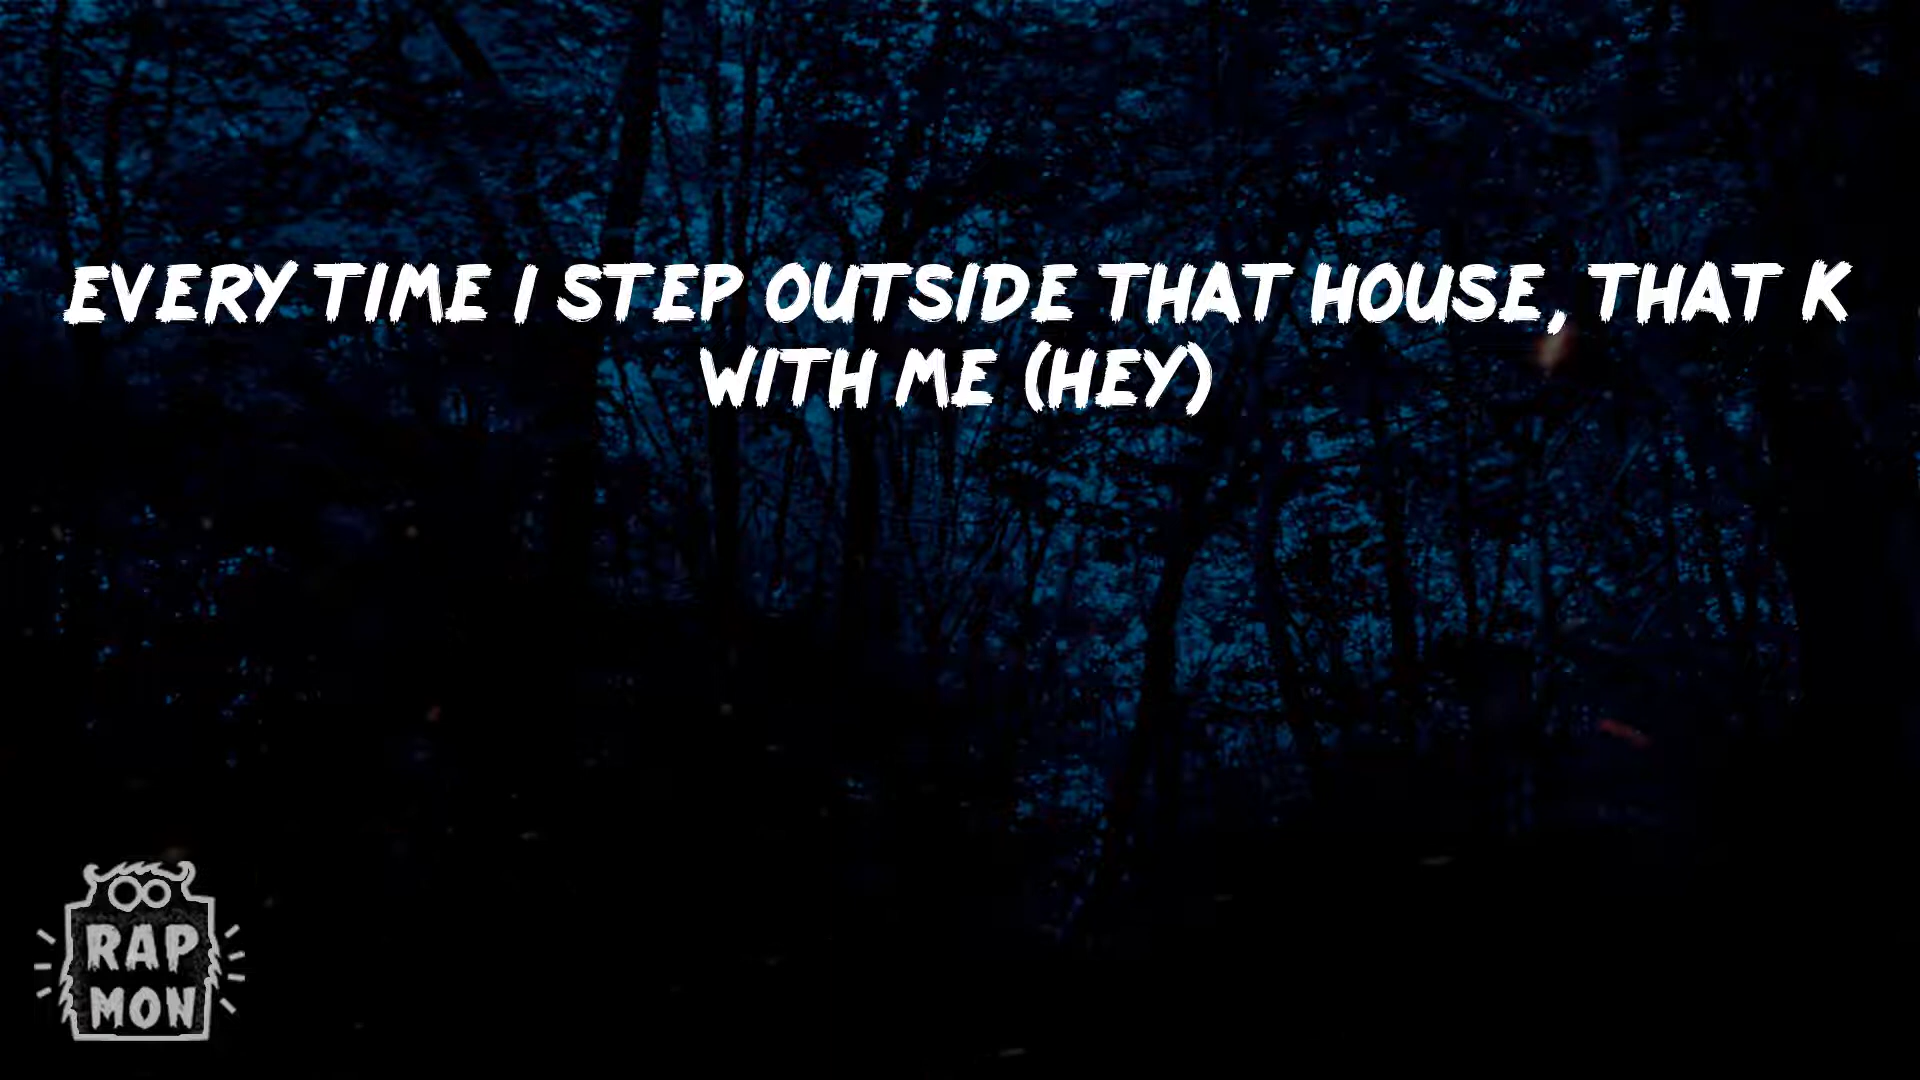 EVERY TIME I STEP OUTSIDE THAT HOUSE, THAT K
WITH ME (HEY)
RAP
MON